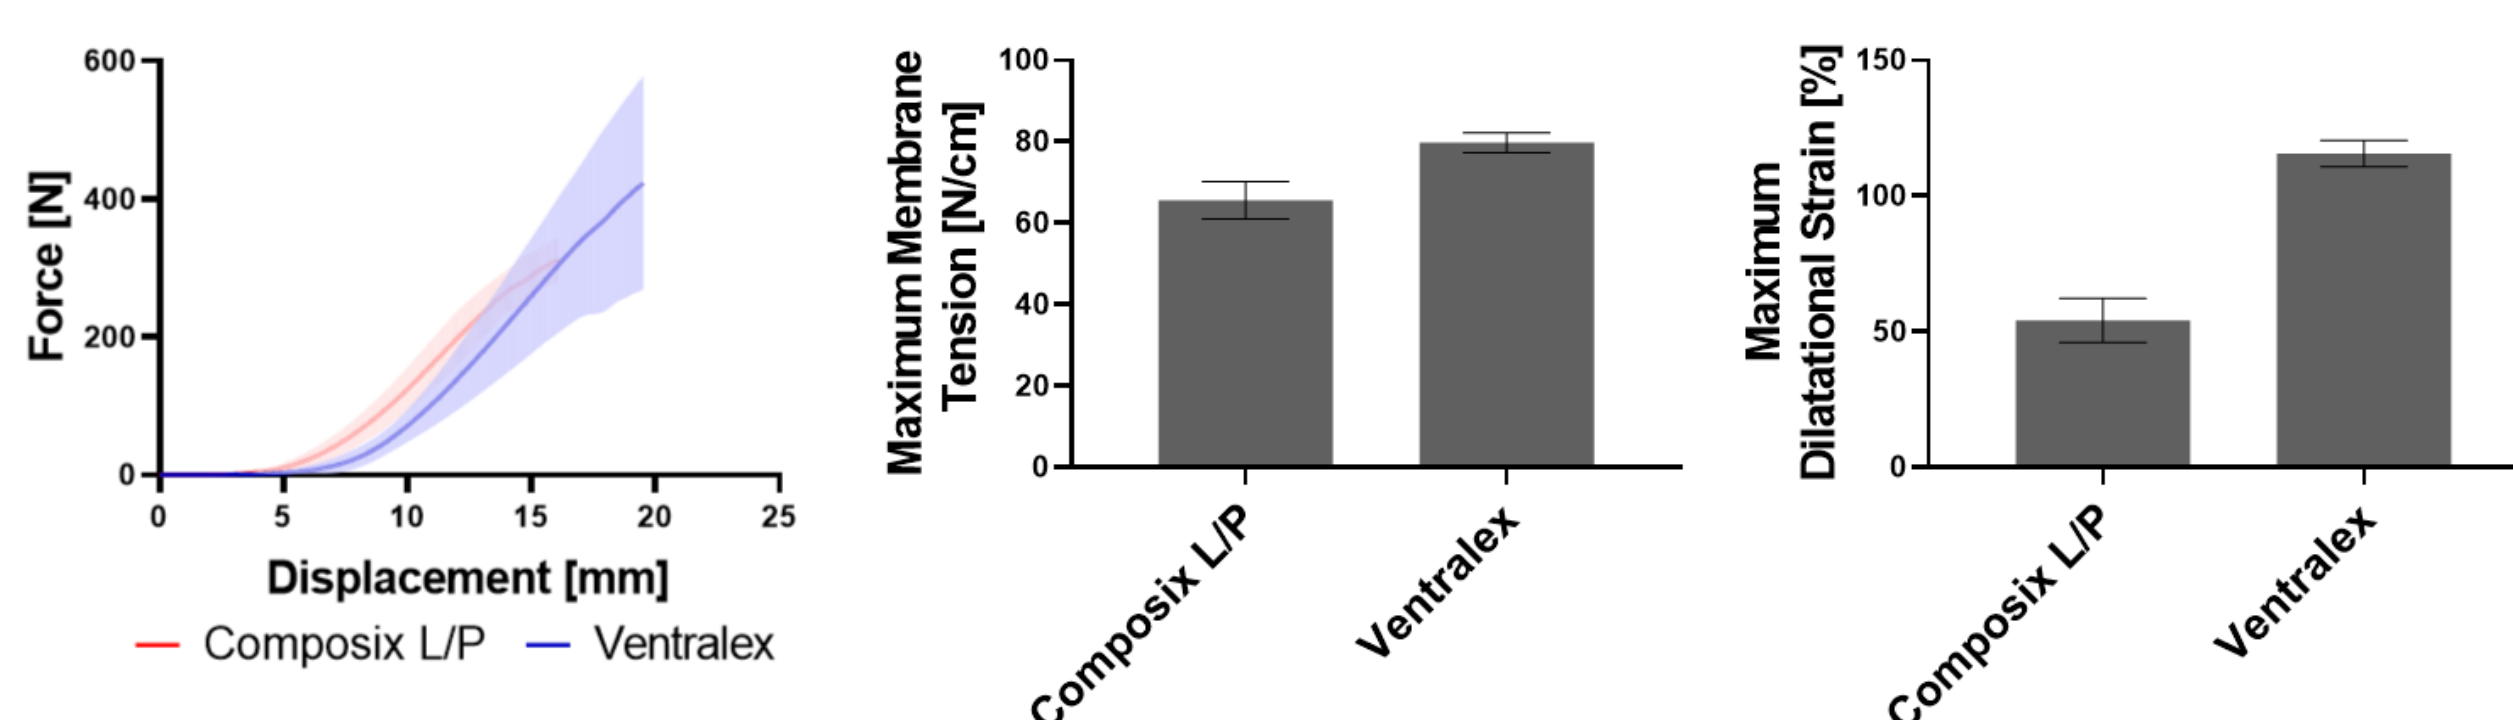 Force [N]
600
400
200
0
0 5 10 15 20 25
Displacement [mm]
Composix L/P Ventralex
Maximum Membrane
Tension [N/cm]
100
80
60
40
20
0
Composix L/P
Ventralex
Maximum
Dilatational Strain [%]
150
100
50
0
Composix L/P
Ventralex